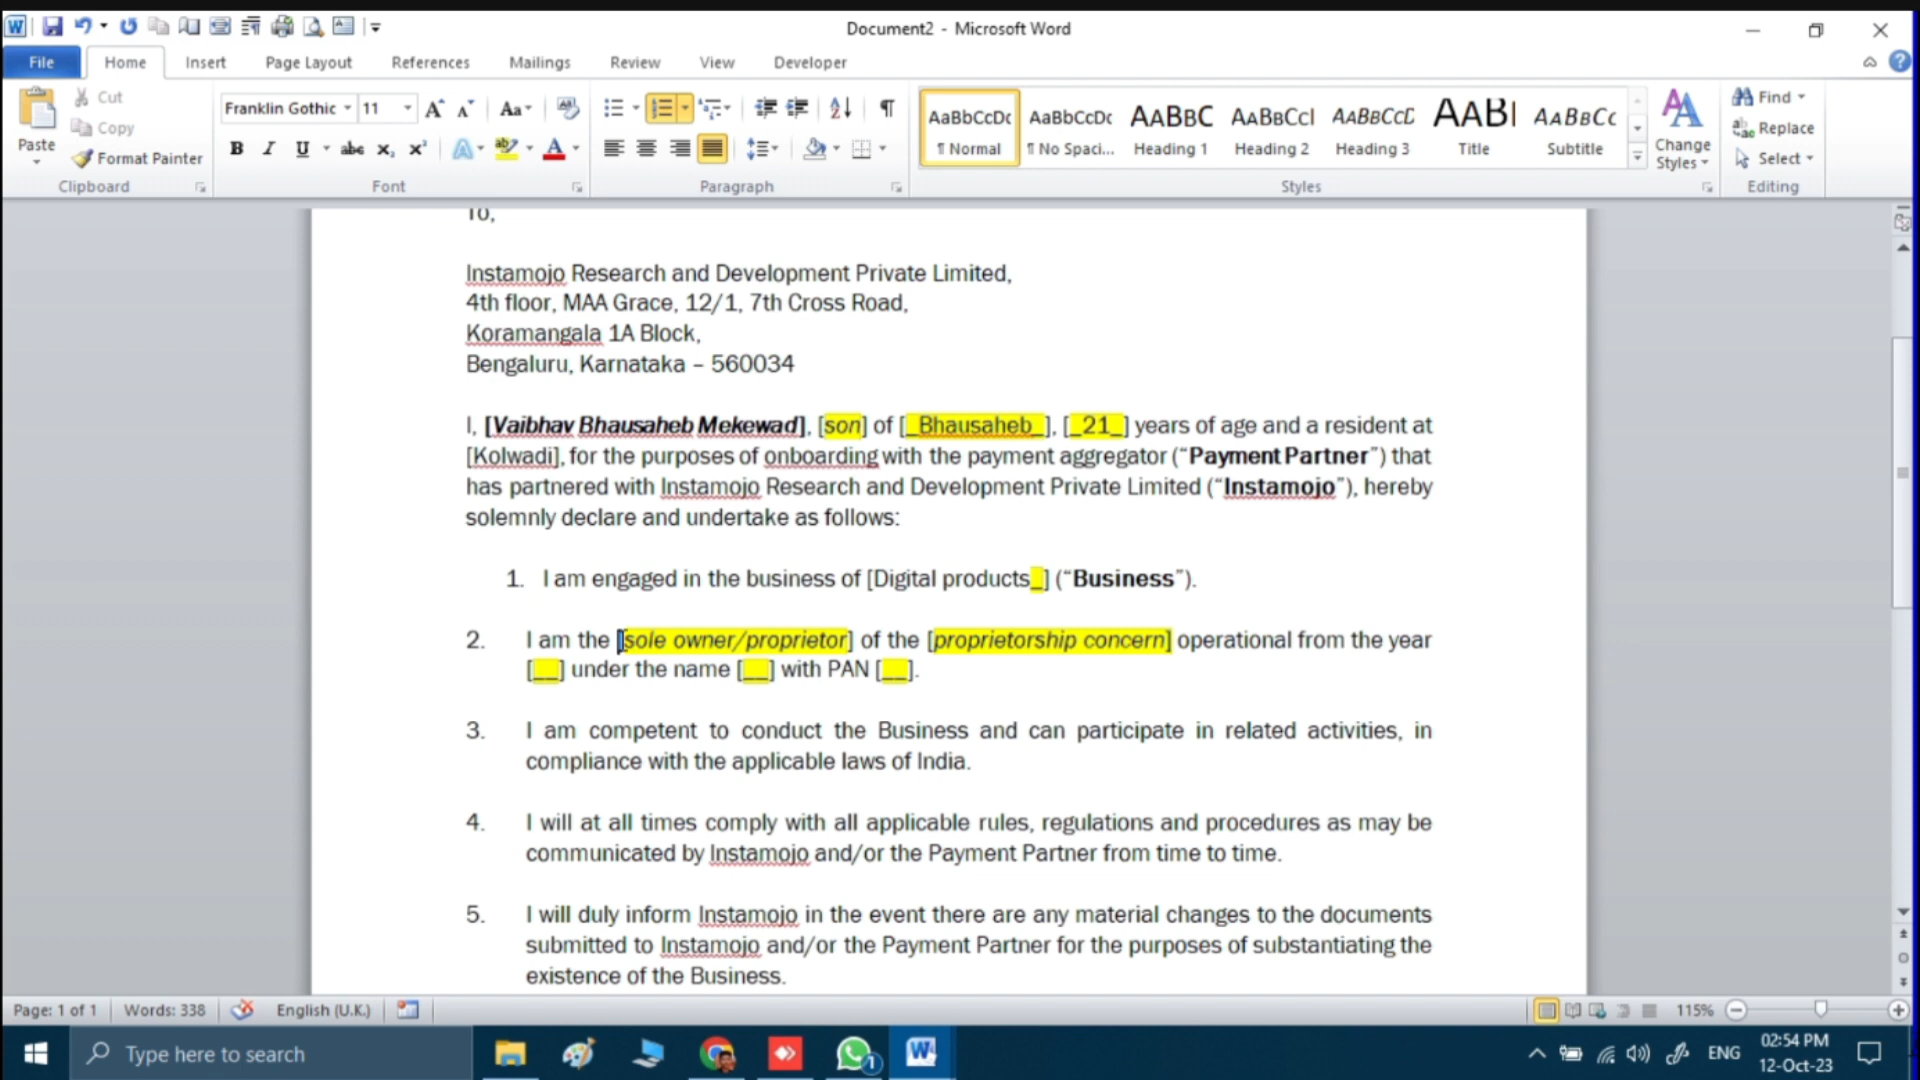 Document2 - Microsoft Word
File Home Insert Page Layout References Mailings Review View Developer
Paste Cut Copy Format Painter
Franklin Gothic 11
AaBbCcDc AaBbCcDc AaBbC AaBbCcI AaBbCcD AaBl AaBbCc
¶ Normal ¶ No Spaci... Heading 1 Heading 2 Heading 3 Title Subtitle
Change Styles
Find
Replace
Select
Clipboard Font Paragraph Styles Editing
To,
Instamojo Research and Development Private Limited,
4th floor, MAA Grace, 12/1, 7th Cross Road,
Koramangala 1A Block,
Bengaluru, Karnataka – 560034
I, [Vaibhav Bhausaheb Mekewad], [son] of [_Bhausaheb_], [_21_] years of age and a resident at
[Kolwadi], for the purposes of onboarding with the payment aggregator (“Payment Partner”) that
has partnered with Instamojo Research and Development Private Limited (“Instamojo”), hereby
solemnly declare and undertake as follows:
1. I am engaged in the business of [Digital products_] (“Business”).
2. I am the [sole owner/proprietor] of the [proprietorship concern] operational from the year
[__] under the name [__] with PAN [__].
3. I am competent to conduct the Business and can participate in related activities, in
compliance with the applicable laws of India.
4. I will at all times comply with all applicable rules, regulations and procedures as may be
communicated by Instamojo and/or the Payment Partner from time to time.
5. I will duly inform Instamojo in the event there are any material changes to the documents
submitted to Instamojo and/or the Payment Partner for the purposes of substantiating the
existence of the Business.
Page: 1 of 1 Words: 338 English (U.K.) 115%
Type here to search
1
ENG
02:54 PM
12-Oct-23